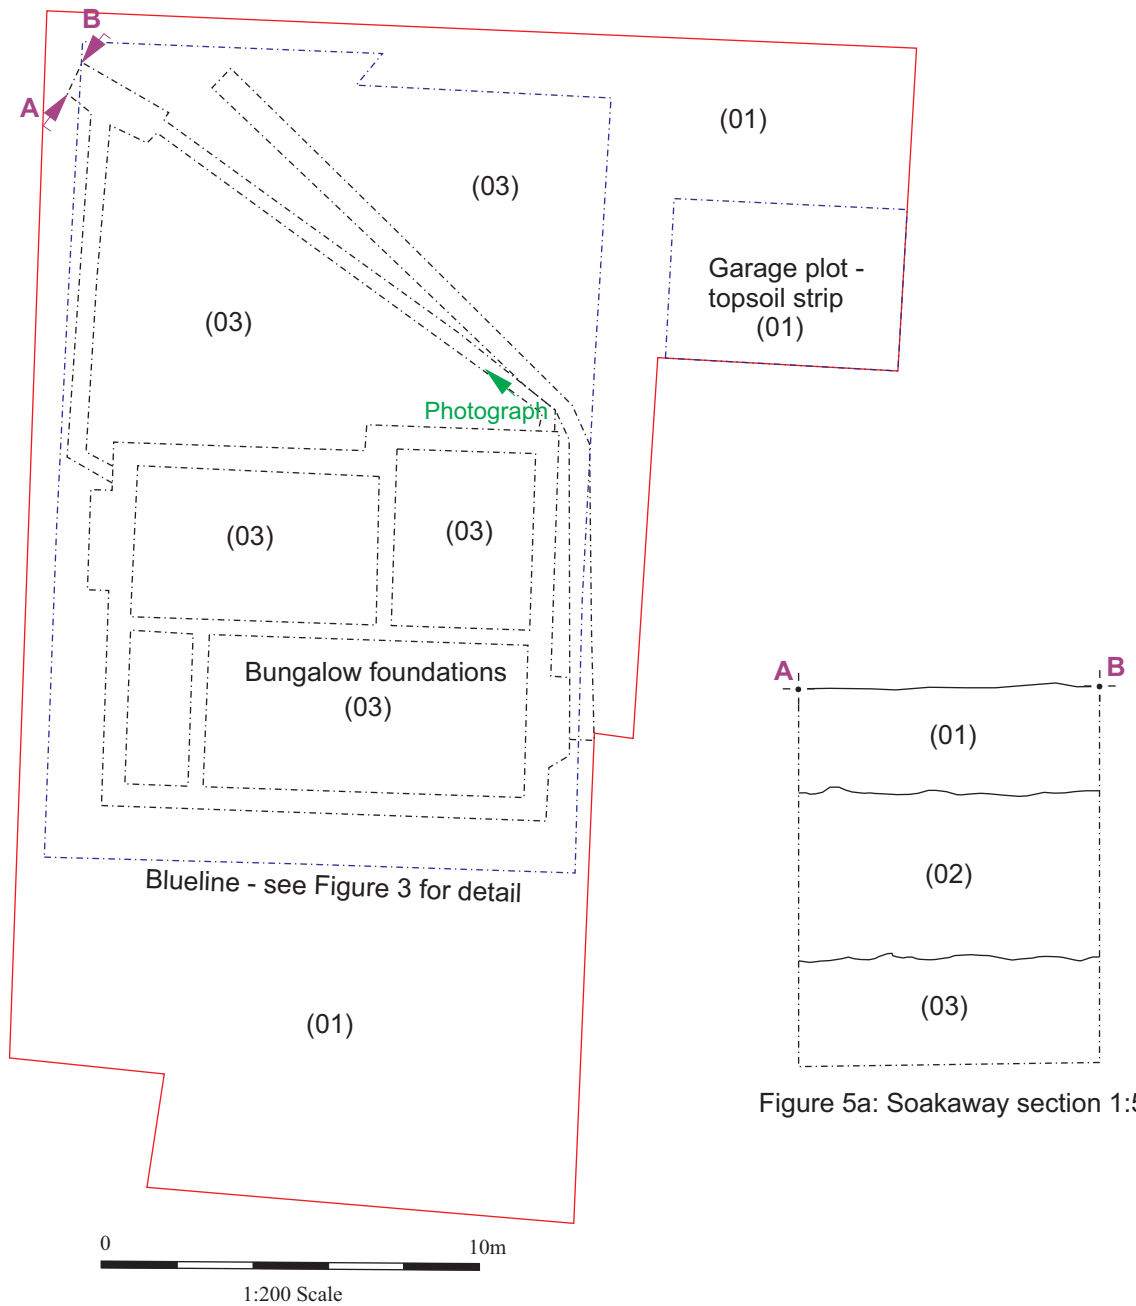 B
A
(01)
(03)
Garage plot -
topsoil strip
(01)
(03)
Photograph
(03)
(03)
Bungalow foundations
(03)
A
B
(01)
(02)
(03)
Blueline - see Figure 3 for detail
(01)
Figure 5a: Soakaway section 1:5
0
10m
1:200 Scale